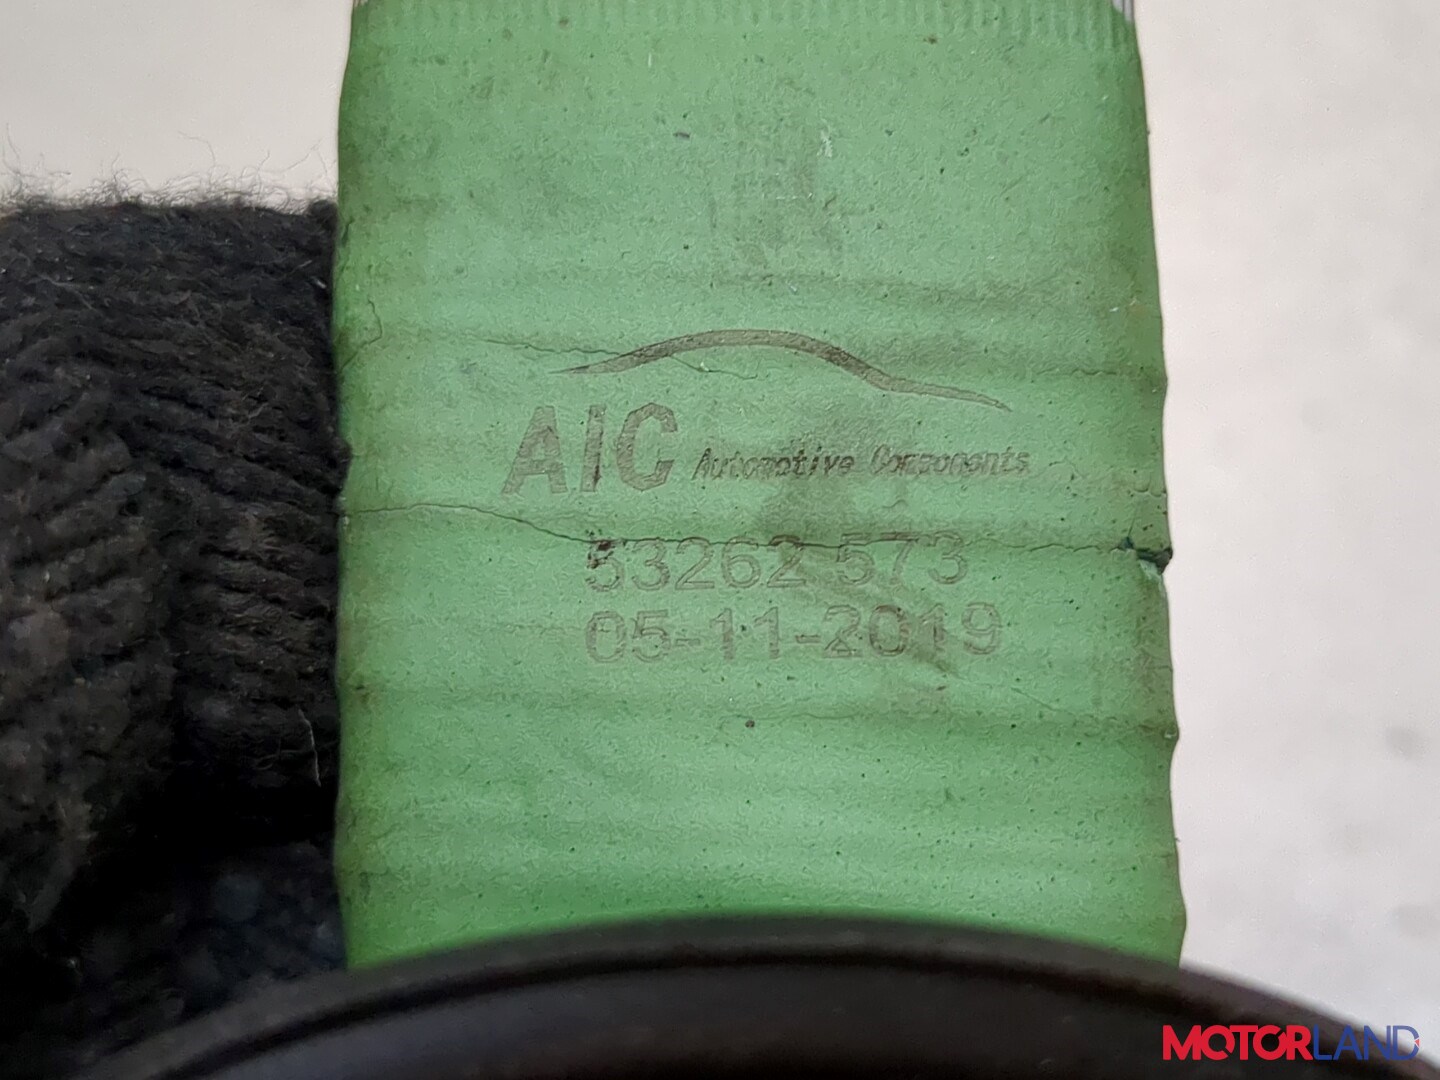 AIC Automotive Components
53262 573
05-11-2019
MOTORLAND